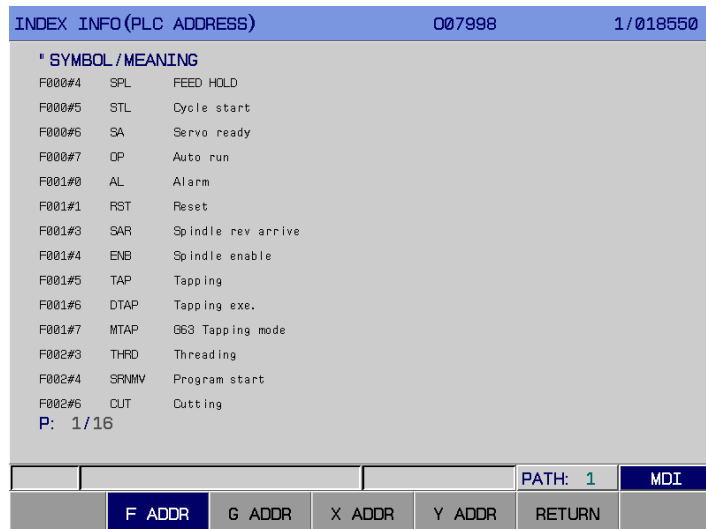 INDEX INFO(PLC ADDRESS) O07998 1/018550
" SYMBOL/MEANING
F000#4 SPL FEED HOLD
F000#5 STL Cycle start
F000#6 SA Servo ready
F000#7 OP Auto run
F001#0 AL Alarm
F001#1 RST Reset
F001#3 SAR Spindle rev arrive
F001#4 ENB Spindle enable
F001#5 TAP Tapping
F001#6 DTAP Tapping exe.
F001#7 MTAP G63 Tapping mode
F002#3 THRD Threading
F002#4 SRNMV Program start
F002#6 CUT Cutting
P: 1/16
PATH: 1 MDI
F ADDR G ADDR X ADDR Y ADDR RETURN